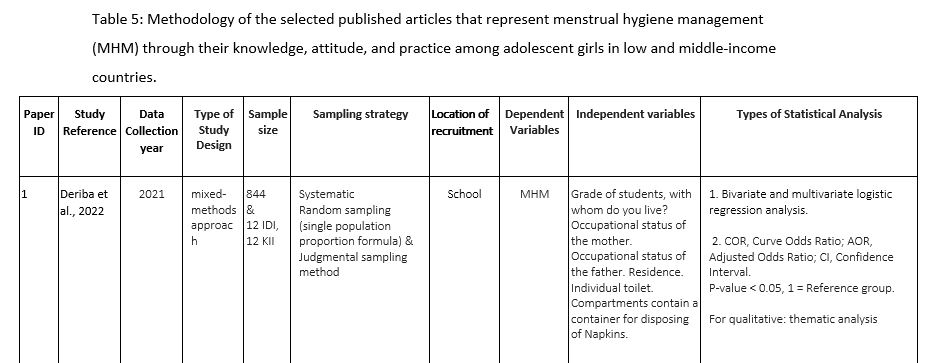 Table 5: Methodology of the selected published articles that represent menstrual hygiene management
(MHM) through their knowledge, attitude, and practice among adolescent girls in low and middle-income
countries.
Paper ID
Study Reference
Data Collection year
Type of Study Design
Sample size
Sampling strategy
Location of recruitment
Dependent Variables
Independent variables
Types of Statistical Analysis
1
Deriba et
al., 2022
2021
mixed-
methods
approac
h
844
&
12 IDI,
12 KII
Systematic
Random sampling
(single population
proportion formula) &
Judgmental sampling
method
School
MHM
Grade of students, with
whom do you live?
Occupational status of
the mother.
Occupational status of
the father. Residence.
Individual toilet.
Compartments contain a
container for disposing
of Napkins.
1. Bivariate and multivariate logistic
regression analysis.
2. COR, Curve Odds Ratio; AOR,
Adjusted Odds Ratio; CI, Confidence
Interval.
P-value < 0.05, 1 = Reference group.
For qualitative: thematic analysis